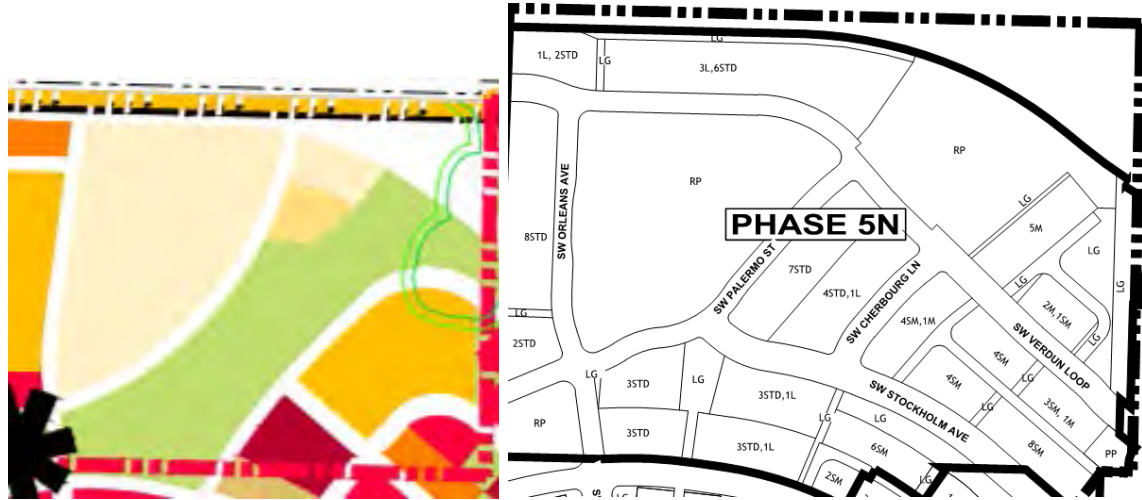 LG
1L, 2STD
LG
3L,6STD
RP
RP
LG
5M
PHASE 5N
SW ORLEANS AVE
8STD
SW PALERMO ST
7STD
4STD,1L
SW CHERBOURG LN
LG
LG
LG
2M,1SM
4SM,1M
LG
SW VERDUN LOOP
LG
2STD
4SM
LG
3STD
LG
4SM
LG
3SM, 1M
3STD,1L
SW STOCKHOLM AVE
LG
RP
LG
LG
3STD
3STD,1L
6SM
8SM
PP
2SM
LG
LG
S